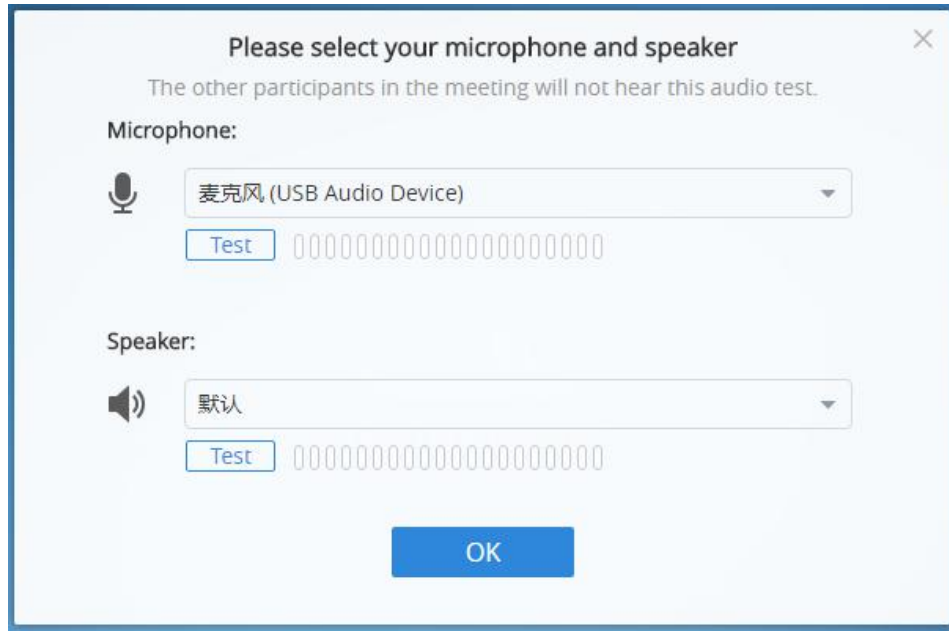 Please select your microphone and speaker
The other participants in the meeting will not hear this audio test.
Microphone:
麦克风 (USB Audio Device)
Test
Speaker:
默认
Test
OK